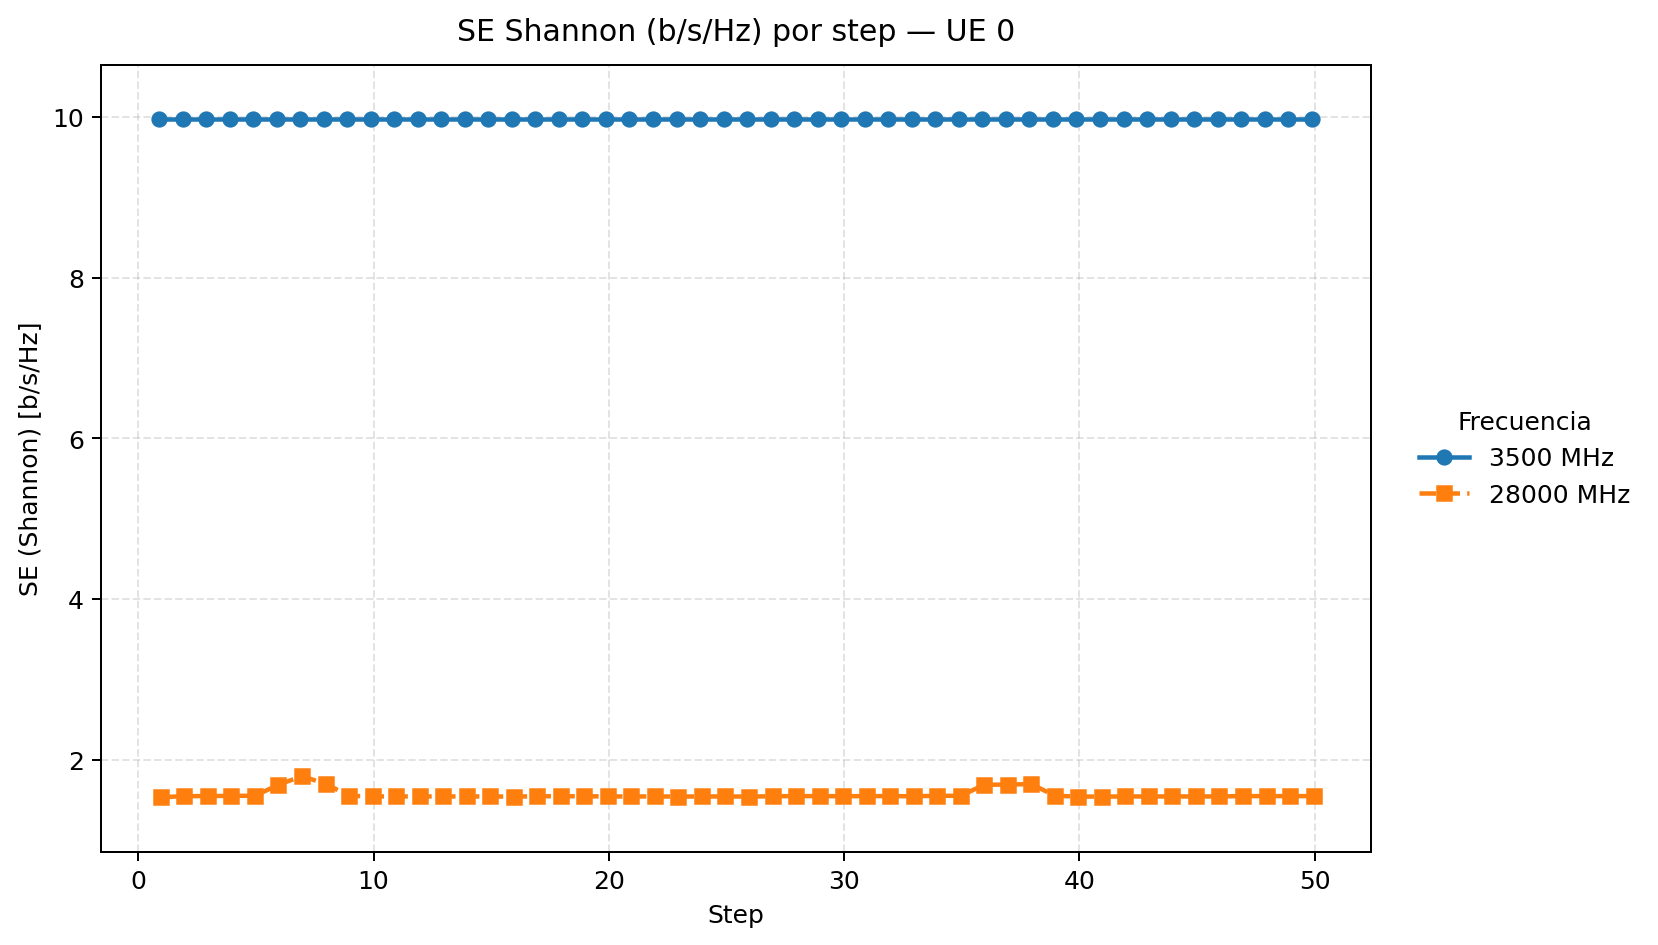 SE Shannon (b/s/Hz) por step — UE 0
SE (Shannon) [b/s/Hz]
10
8
6
4
2
0
10
20
30
40
50
Step
Frecuencia
3500 MHz
28000 MHz